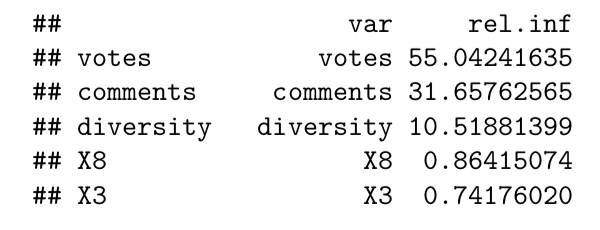 ##                 var     rel.inf
## votes         votes 55.04241635
## comments   comments 31.65762565
## diversity diversity 10.51881399
## X8               X8  0.86415074
## X3               X3  0.74176020